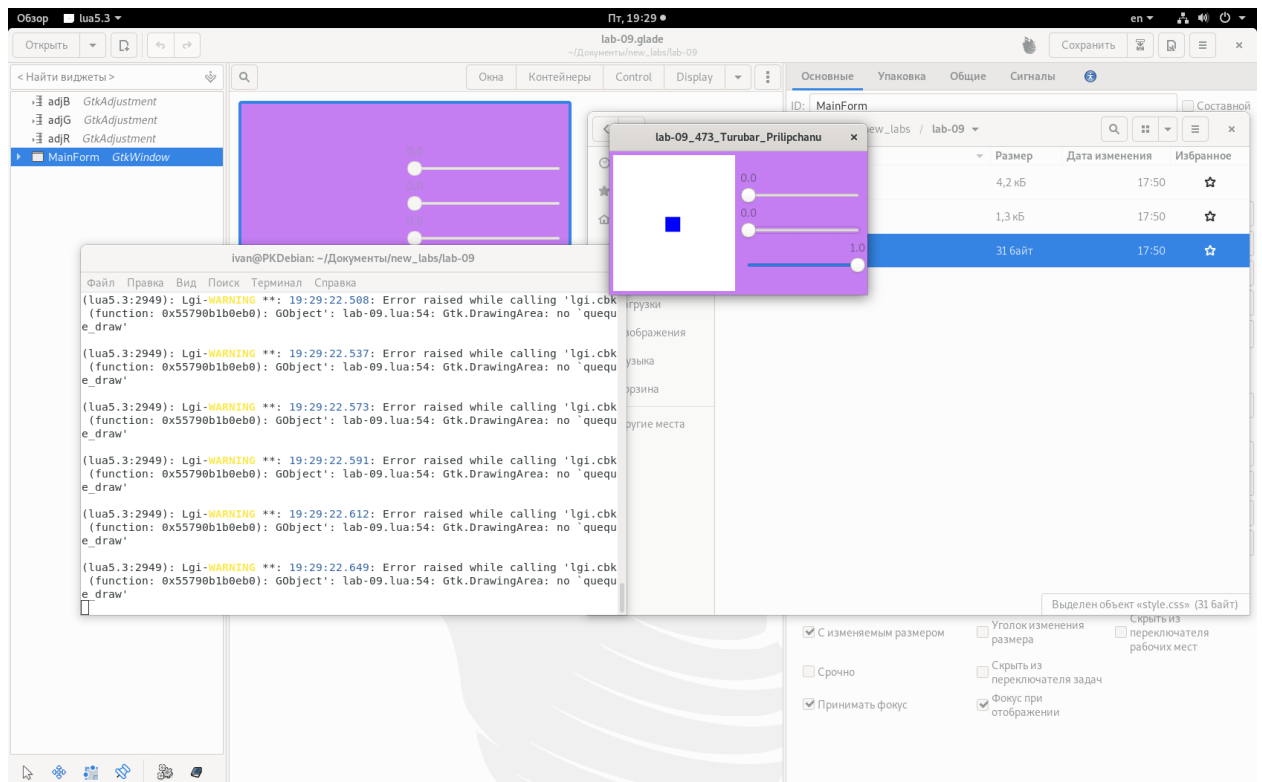 Обзор lua5.3 Пт, 19:29 en
Открыть lab-09.glade Сохранить
~/Документы/new_labs/lab-09
< Найти виджеты > Окна Контейнеры Control Display Основные Упаковка Общие Сигналы
adjB GtkAdjustment
adjG GtkAdjustment
adjR GtkAdjustment
MainForm GtkWindow
ID: MainForm Составной
0.0
0.0
0.0
new_labs / lab-09
Размер Дата изменения Избранное
4,2 кБ 17:50
1,3 кБ 17:50
31 байт 17:50
lab-09_473_Turubar_Prilipchanu
0.0
0.0
1.0
ivan@PKDebian: ~/Документы/new_labs/lab-09
Файл Правка Вид Поиск Терминал Справка
(lua5.3:2949): Lgi-WARNING **: 19:29:22.508: Error raised while calling 'lgi.cbk
(function: 0x55790b1b0eb0): GObject': lab-09.lua:54: Gtk.DrawingArea: no `quequ
e_draw'
(lua5.3:2949): Lgi-WARNING **: 19:29:22.537: Error raised while calling 'lgi.cbk
(function: 0x55790b1b0eb0): GObject': lab-09.lua:54: Gtk.DrawingArea: no `quequ
e_draw'
(lua5.3:2949): Lgi-WARNING **: 19:29:22.573: Error raised while calling 'lgi.cbk
(function: 0x55790b1b0eb0): GObject': lab-09.lua:54: Gtk.DrawingArea: no `quequ
e_draw'
(lua5.3:2949): Lgi-WARNING **: 19:29:22.591: Error raised while calling 'lgi.cbk
(function: 0x55790b1b0eb0): GObject': lab-09.lua:54: Gtk.DrawingArea: no `quequ
e_draw'
(lua5.3:2949): Lgi-WARNING **: 19:29:22.612: Error raised while calling 'lgi.cbk
(function: 0x55790b1b0eb0): GObject': lab-09.lua:54: Gtk.DrawingArea: no `quequ
e_draw'
(lua5.3:2949): Lgi-WARNING **: 19:29:22.649: Error raised while calling 'lgi.cbk
(function: 0x55790b1b0eb0): GObject': lab-09.lua:54: Gtk.DrawingArea: no `quequ
e_draw'
агрузки
зображения
узыка
орзина
ругие места
Выделен объект «style.css» (31 байт)
С изменяемым размером
Уголок изменения
размера
Скрыть из
переключателя
рабочих мест
Срочно
Скрыть из
переключателя задач
Принимать фокус
Фокус при
отображении